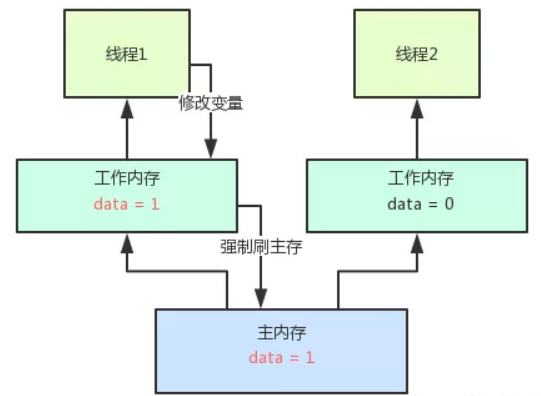 线程1
线程2
修改变量
工作内存
data = 1
工作内存
data = 0
强制刷主存
主内存
data = 1